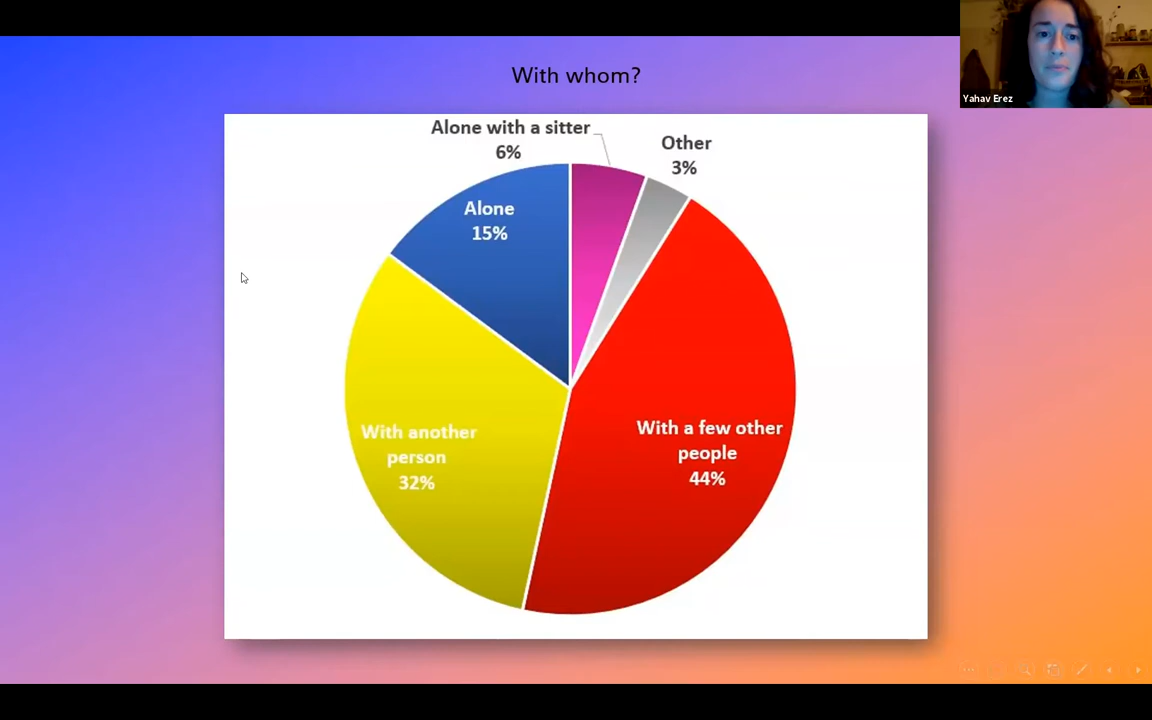 Yahav Erez
With whom?
Alone with a sitter
6%
Other
3%
Alone
15%
With another
person
32%
With a few other
people
44%